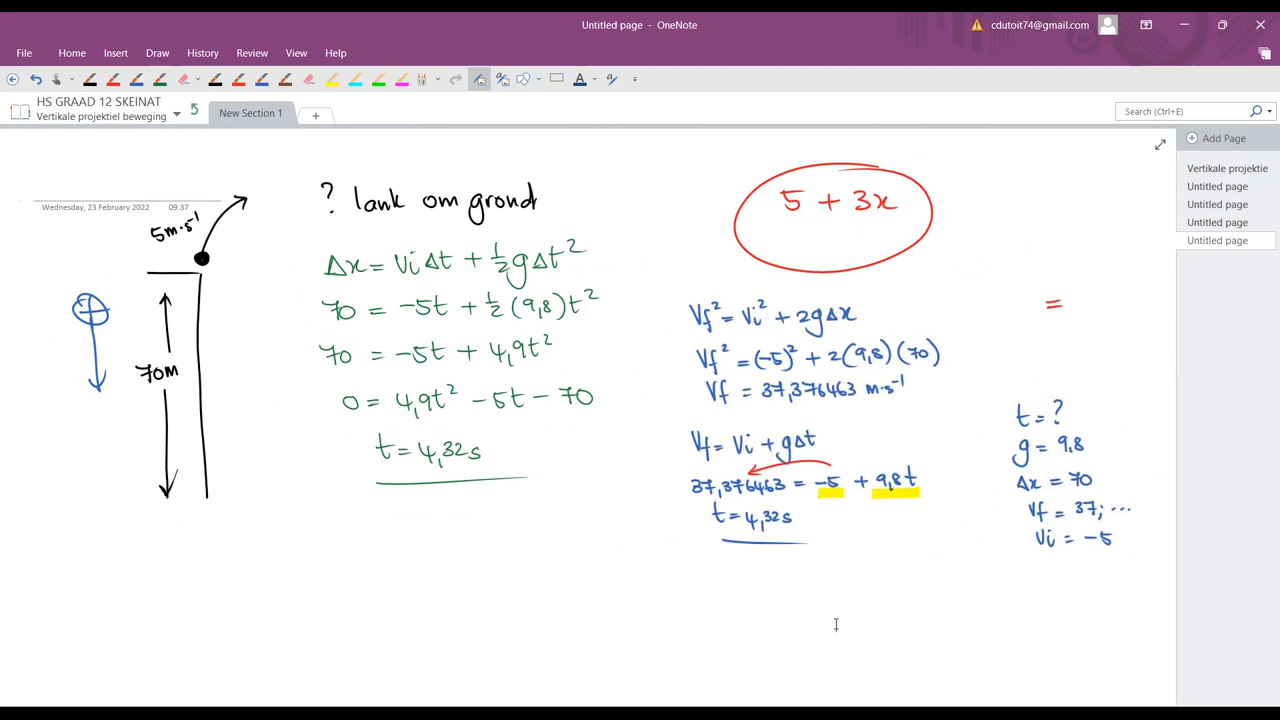 Untitled page - OneNote
cdutoit74@gmail.com
File Home Insert Draw History Review View Help
HS GRAAD 12 SKEINAT
Vertikale projektiel beweging
5
New Section 1
+
Search (Ctrl+E)
Add Page
Vertikale projektie
Untitled page
Untitled page
Untitled page
Untitled page
Wednesday, 23 February 2022 09:37
5m·s⁻¹
70m
? lank om grond
Δx = ViΔt + ½gΔt²
70 = -5t + ½(9,8)t²
70 = -5t + 4,9t²
0 = 4,9t² - 5t - 70
t = 4,32s
5 + 3x
=
Vf² = Vi² + 2gΔx
Vf² = (-5)² + 2(9,8)(70)
Vf = 37,376463 m·s⁻¹
Vf = Vi + gΔt
37,376463 = -5 + 9,8t
t = 4,32s
t = ?
g = 9,8
Δx = 70
Vf = 37; ...
Vi = -5